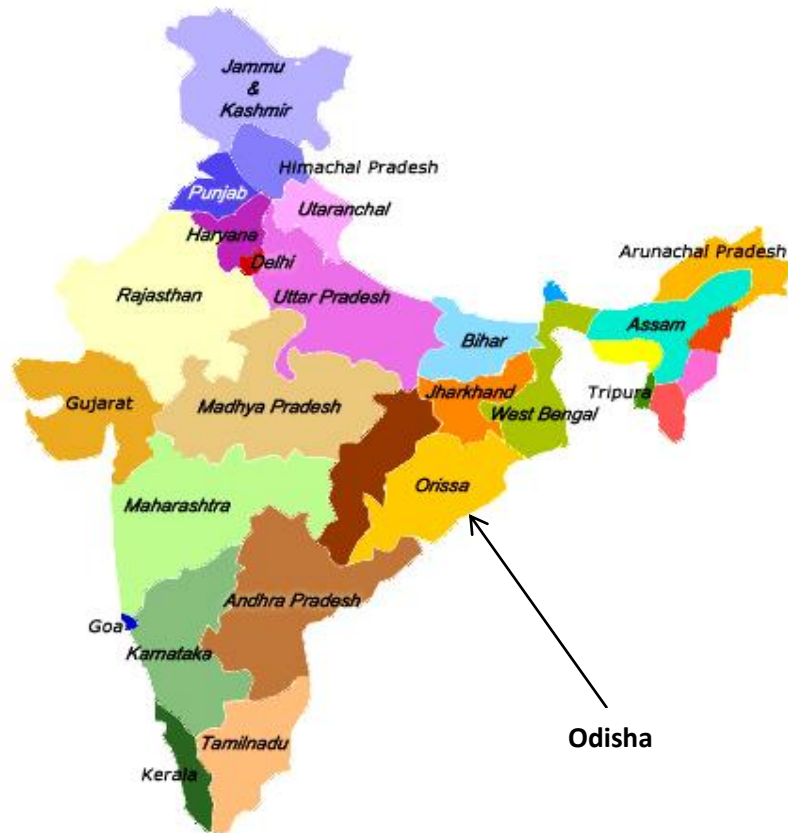 Jammu
&
Kashmir
Himachal Pradesh
Punjab
Utaranchal
Haryana
Delhi
Arunachal Pradesh
Rajasthan
Uttar Pradesh
Assam
Bihar
Jharkhand
Tripura
West Bengal
Gujarat
Madhya Pradesh
Orissa
Maharashtra
Andhra Pradesh
Goa
Karnataka
Odisha
Tamilnadu
Kerala